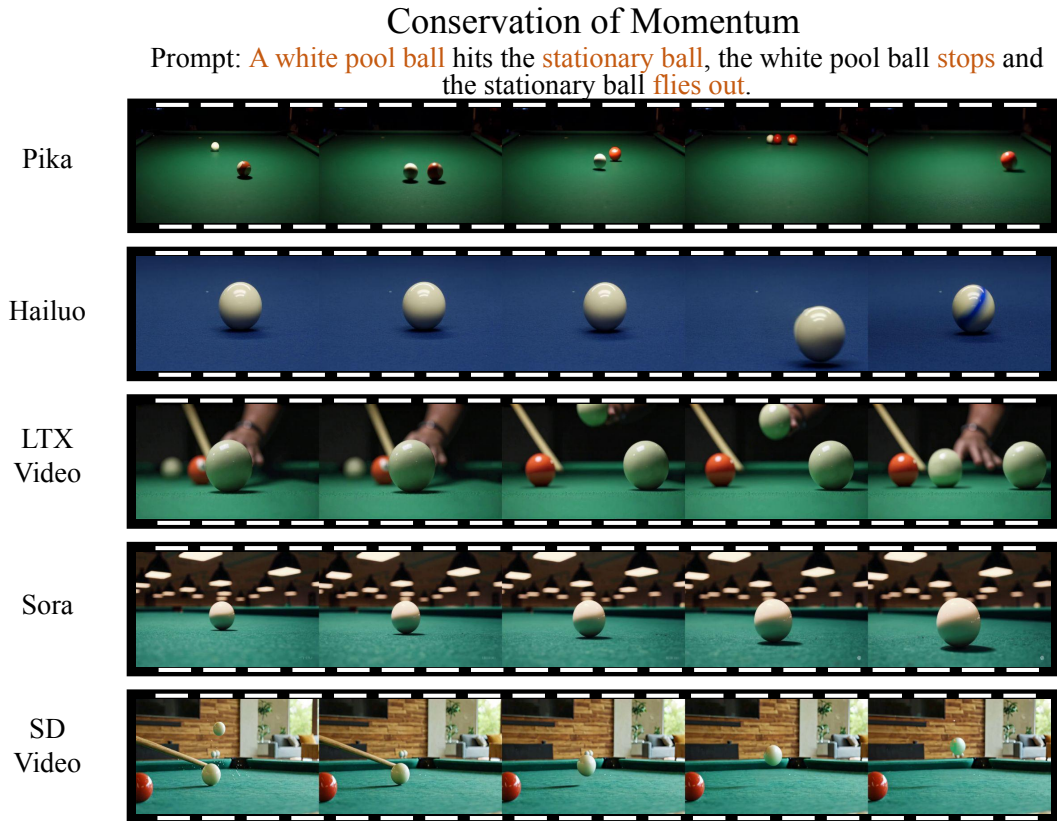 Conservation of Momentum
Prompt: A white pool ball hits the stationary ball, the white pool ball stops and
the stationary ball flies out.
Pika
Hailuo
LTX
Video
Sora
SD
Video